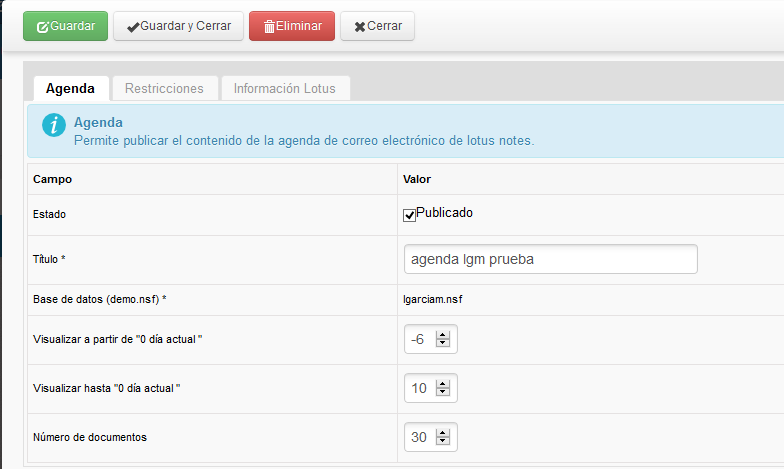 Guardar Guardar y Cerrar Eliminar Cerrar
Agenda Restricciones Información Lotus
Agenda
Permite publicar el contenido de la agenda de correo electrónico de lotus notes.
Campo Valor
Estado Publicado
Título * agenda lgm prueba
Base de datos (demo.nsf) * lgarciam.nsf
Visualizar a partir de "0 día actual " -6
Visualizar hasta "0 día actual " 10
Número de documentos 30